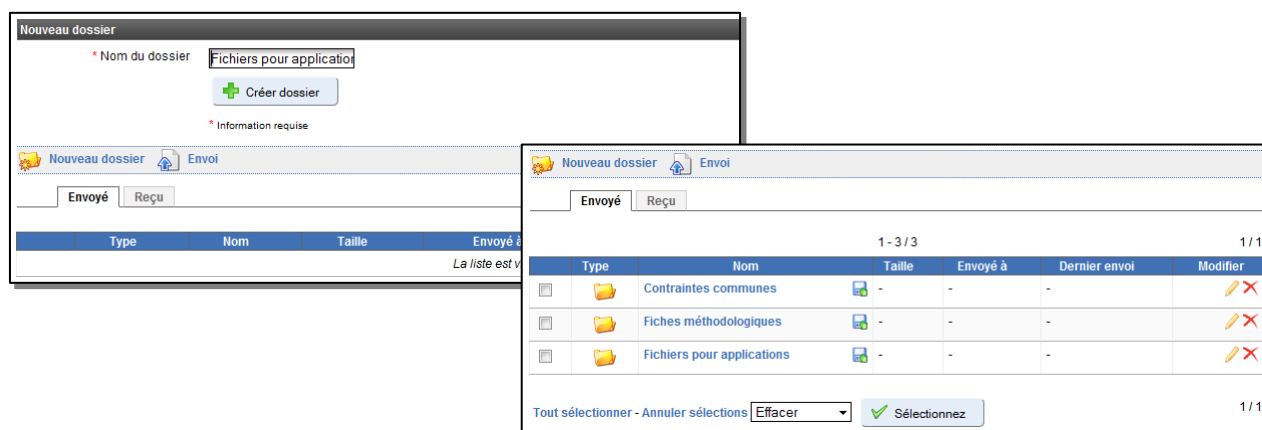 Nouveau dossier
* Nom du dossier Fichiers pour application
Créer dossier
* Information requise
Nouveau dossier Envoi
Envoyé Reçu
Type Nom Taille Envoyé à
La liste est v
Nouveau dossier Envoi
Envoyé Reçu
1 - 3 / 3 1 / 1
Type Nom Taille Envoyé à Dernier envoi Modifier
Contraintes communes - - -
Fiches méthodologiques - - -
Fichiers pour applications - - -
Tout sélectionner - Annuler sélections Effacer Sélectionnez 1 / 1